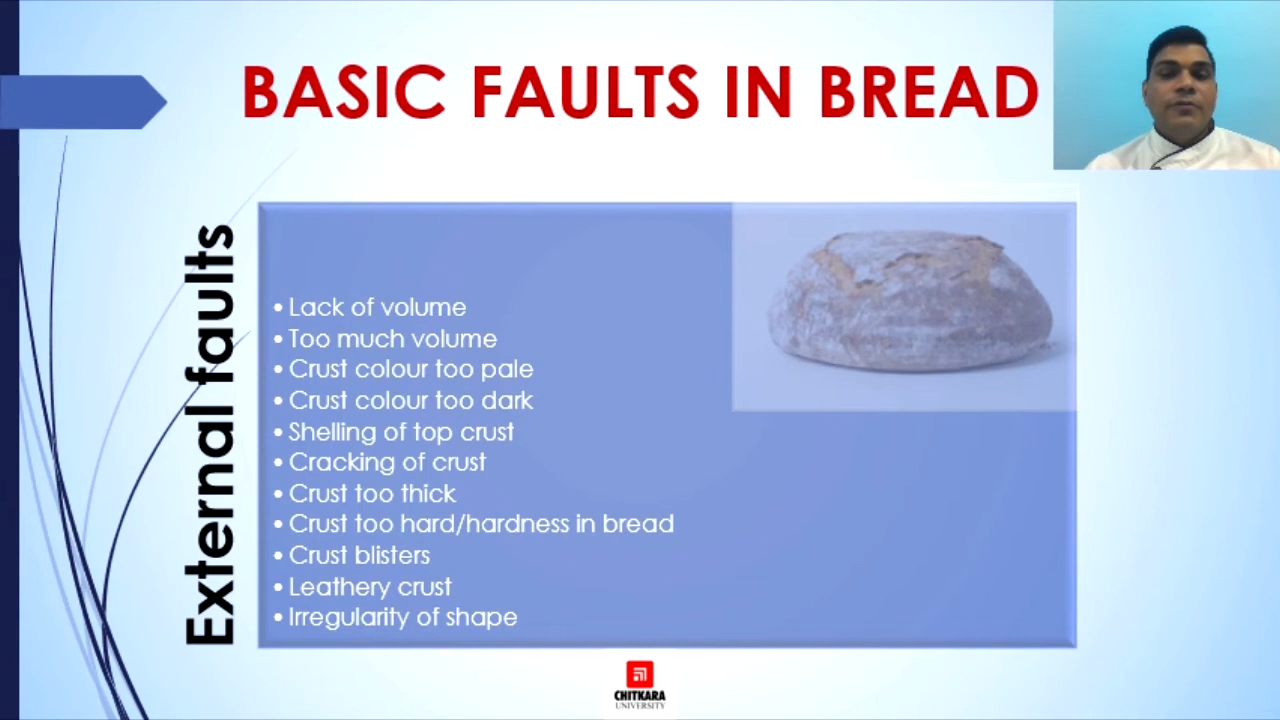 BASIC FAULTS IN BREAD
External faults
• Lack of volume
• Too much volume
• Crust colour too pale
• Crust colour too dark
• Shelling of top crust
• Cracking of crust
• Crust too thick
• Crust too hard/hardness in bread
• Crust blisters
• Leathery crust
• Irregularity of shape
CHITKARA
UNIVERSITY